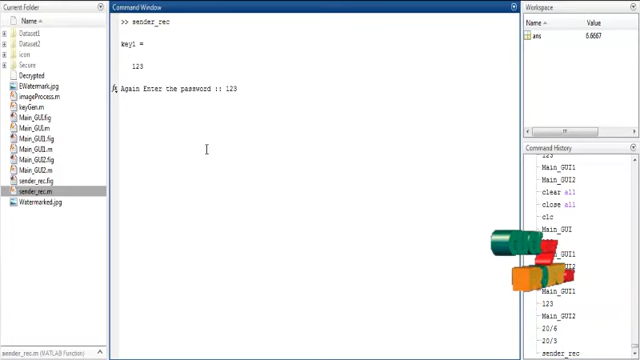 Current Folder
Name
Dataset1
Dataset2
icon
Secure
Decrypted
EWatermark.jpg
imageProcess.m
keyGen.m
Main_GUI.fig
Main_GUI.m
Main_GUI1.fig
Main_GUI1.m
Main_GUI2.fig
Main_GUI2.m
sender_rec.fig
sender_rec.m
Watermarked.jpg
sender_rec.m (MATLAB Function)
Command Window
>> sender_rec
key1 =
123
fx Again Enter the password :: 123
Workspace
Name Value
ans 6.6667
Command History
123
Main_GUI1
Main_GUI2
clear all
close all
clc
Main_GUI
Main_GUI1
123
Main_GUI2
20/6
20/3
sender_rec